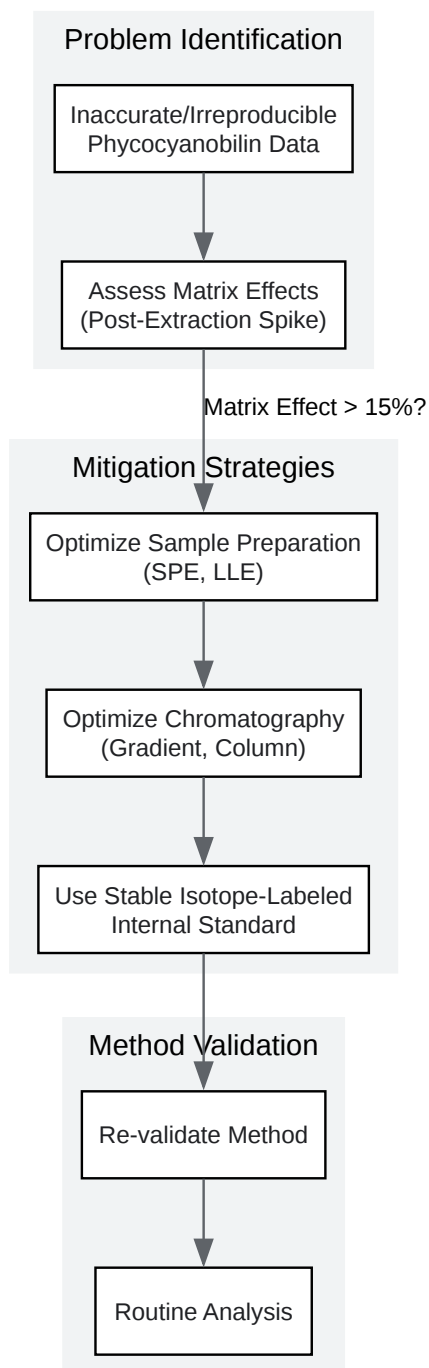 Problem Identification
Inaccurate/Irreproducible
Phycocyanobilin Data
Assess Matrix Effects
(Post-Extraction Spike)
Matrix Effect > 15%?
Mitigation Strategies
Optimize Sample Preparation
(SPE, LLE)
Optimize Chromatography
(Gradient, Column)
Use Stable Isotope-Labeled
Internal Standard
Method Validation
Re-validate Method
Routine Analysis